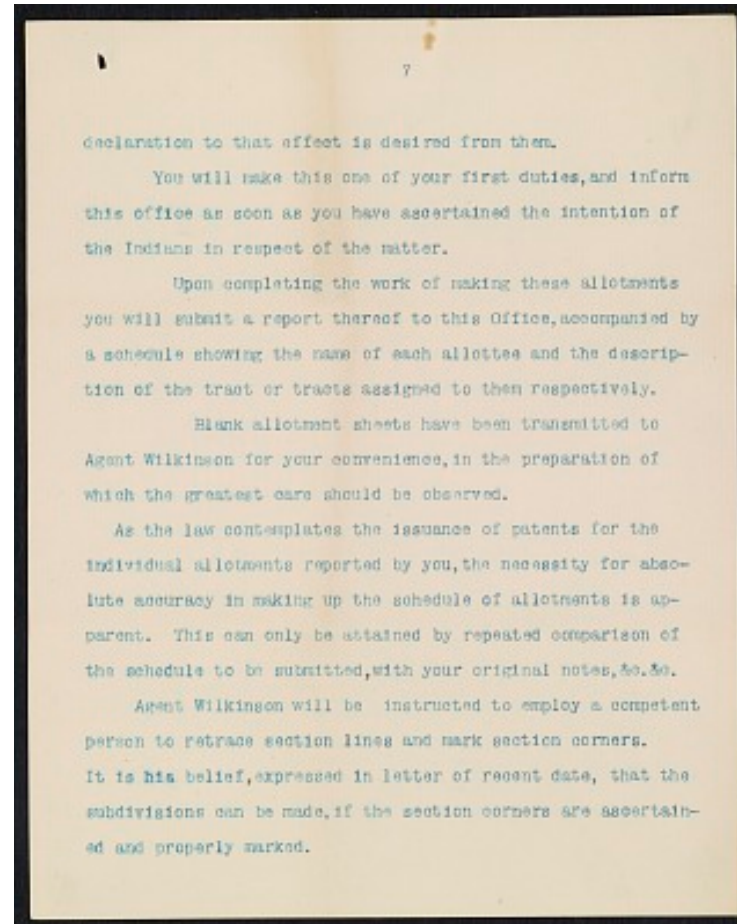 7
declaration to that effect is desired from them.
You will make this one of your first duties,and inform
this office as soon as you have ascertained the intention of
the Indians in respect of the matter.
Upon completing the work of making these allotments
you will submit a report thereof to this Office,accompanied by
a schedule showing the name of each allottee and the descrip-
tion of the tract or tracts assigned to them respectively.
Blank allotment sheets have been transmitted to
Agent Wilkinson for your convenience,in the preparation of
which the greatest care should be observed.
As the law contemplates the issuance of patents for the
individual allotments reported by you,the necessity for abso-
lute accuracy in making up the schedule of allotments is ap-
parent. This can only be attained by repeated comparison of
the schedule to be submitted,with your original notes,&c.&c.
Agent Wilkinson will be instructed to employ a competent
person to retrace section lines and mark section corners.
It is his belief,expressed in letter of recent date, that the
subdivisions can be made,if the section corners are ascertain-
ed and properly marked.